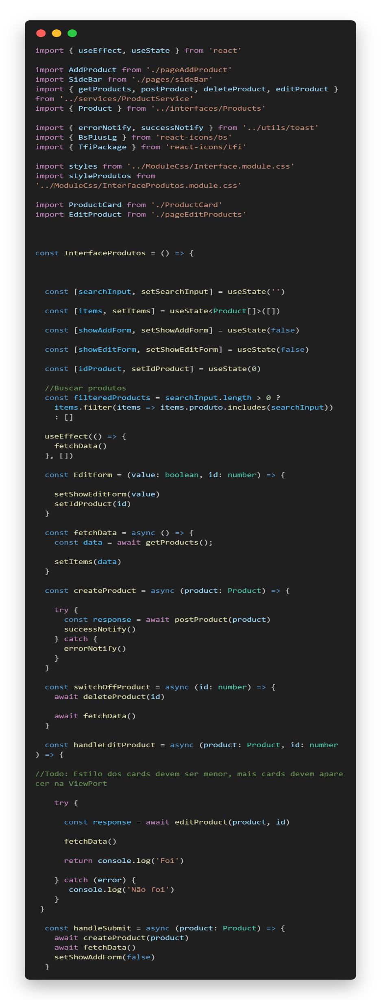 import { useEffect, useState } from 'react'
import AddProduct from './pageAddProduct'
import SideBar from './pages/sideBar'
import { getProducts, postProduct, deleteProduct, editProduct }
from '../services/ProductService'
import { Product } from '../interfaces/Products'
import { errorNotify, successNotify } from '../utils/toast'
import { BsPlusLg } from 'react-icons/bs'
import { TfiPackage } from 'react-icons/tfi'
import styles from '../ModuleCss/Interface.module.css'
import styleProdutos from
'../ModuleCss/InterfaceProdutos.module.css'
import ProductCard from './ProductCard'
import EditProduct from './pageEditProducts'
const InterfaceProdutos = () => {
  const [searchInput, setSearchInput] = useState('')
  const [items, setItems] = useState<Product[]>([])
  const [showAddForm, setShowAddForm] = useState(false)
  const [showEditForm, setShowEditForm] = useState(false)
  const [idProduct, setIdProduct] = useState(0)
  //Buscar produtos
  const filteredProducts = searchInput.length > 0 ?
    items.filter(items => items.produto.includes(searchInput))
    : []
  useEffect(() => {
    fetchData()
  }, [])
  const EditForm = (value: boolean, id: number) => {
    setShowEditForm(value)
    setIdProduct(id)
  }
  const fetchData = async () => {
    const data = await getProducts();
    setItems(data)
  }
  const createProduct = async (product: Product) => {
    try {
      const response = await postProduct(product)
      successNotify()
    } catch {
      errorNotify()
    }
  }
  const switchOffProduct = async (id: number) => {
    await deleteProduct(id)
    await fetchData()
  }
  const handleEditProduct = async (product: Product, id: number
) => {
//Todo: Estilo dos cards devem ser menor, mais cards devem apare
cer na ViewPort
    try {
      const response = await editProduct(product, id)
      fetchData()
      return console.log('Foi')
    } catch (error) {
       console.log('Não foi')
    }
 }
  const handleSubmit = async (product: Product) => {
    await createProduct(product)
    await fetchData()
    setShowAddForm(false)
  }